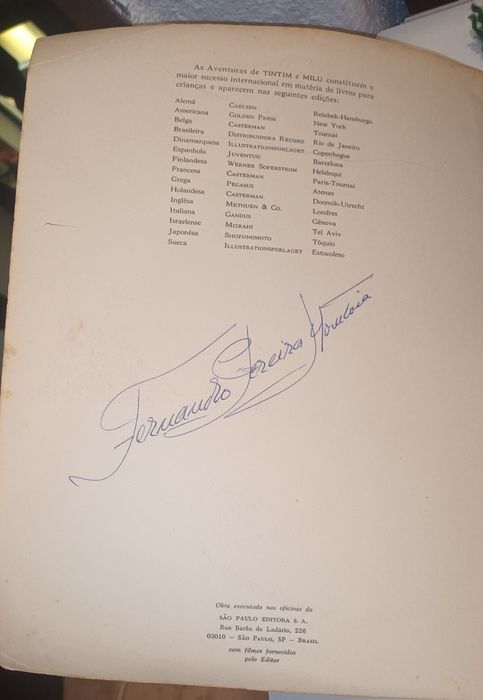 As Aventuras de TINTIM e MILU constituem o
maior sucesso internacional em matéria de livros para
crianças e aparecem nas seguintes edições:
Alemã CARLSEN Reinbek-Hamburgo
Americana GOLDEN PRESS New York
Belga CASTERMAN Tournai
Brasileira DISTRIBUIDORA RECORD Rio de Janeiro
Dinamarquesa ILLUSTRATIONSFORLAGET Copenhague
Espanhola JUVENTUD Barcelona
Finlandesa WERNER SOFERSTROM Helsinqui
Francesa CASTERMAN Paris-Tournai
Grega PEGASUS Atenas
Holandesa CASTERMAN Doornik-Utrecht
Inglêsa METHUEN & Co. Londres
Italiana GANDUS Gênova
Israelense MIZRAHI Tel Aviv
Japonêsa SHUFUNOMOTO Tóquio
Sueca ILLUSTRATIONSFORLAGET Estocolmo
Fernandro Pereira
Obra executada nas oficinas da
SÃO PAULO EDITORA S. A.
Rua Barão de Ladário, 226
03010 — SÃO PAULO, SP — BRASIL
com filmes fornecidos
pelo Editor